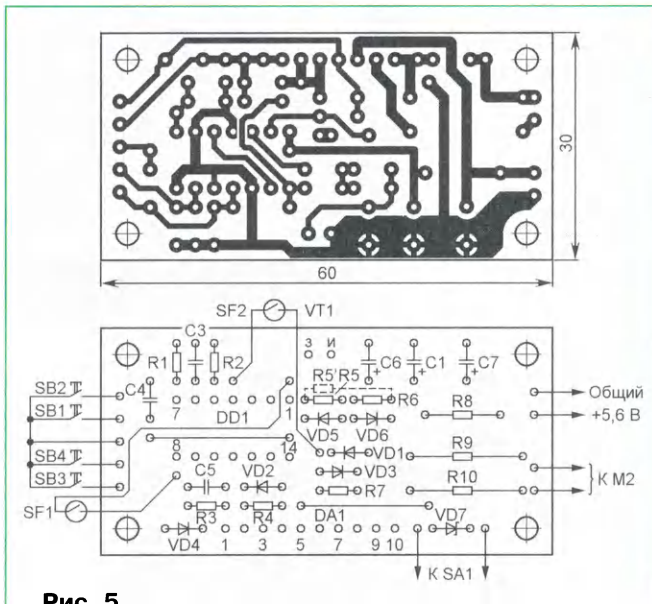 30
60
SF2 VT1
C3
R1 R2
З И
C6 C1 C7
SB2
C4
R5' R5
R6
Общий
SB1
7 DD1 1
R8
+5,6 В
VD5 VD6
VD1
R9
SB4
8 14
VD3
SB3
C5 VD2
R7
R10
К М2
SF1
R3 R4
DA1
VD7
VD4 1 3 5 7 9 10
К SA1
Рис. 5